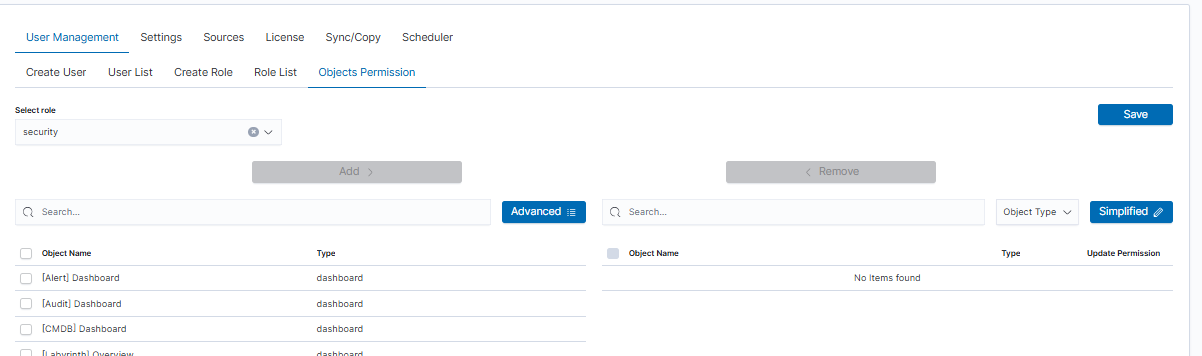 User Management Settings Sources License Sync/Copy Scheduler
Create User User List Create Role Role List Objects Permission
Select role
Save
security
Add Remove
Search... Advanced Search... Object Type Simplified
Object Name Type Object Name Type Update Permission
[Alert] Dashboard dashboard No Items found
[Audit] Dashboard dashboard
[CMDB] Dashboard dashboard
[Labyrinth] Overview dashboard